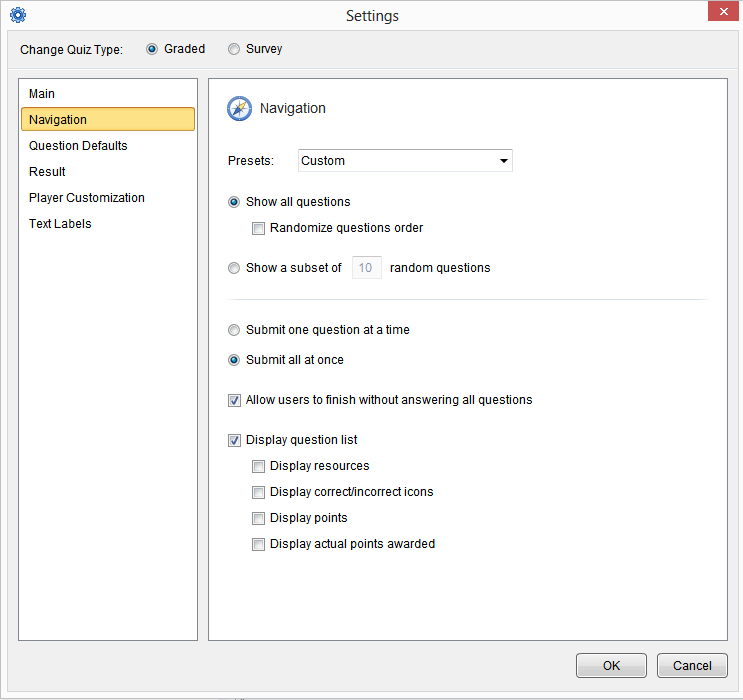 Settings
Change Quiz Type: Graded Survey
Main
Navigation
Question Defaults
Result
Player Customization
Text Labels
Navigation
Presets: Custom
Show all questions
Randomize questions order
Show a subset of 10 random questions
Submit one question at a time
Submit all at once
Allow users to finish without answering all questions
Display question list
Display resources
Display correct/incorrect icons
Display points
Display actual points awarded
OK Cancel